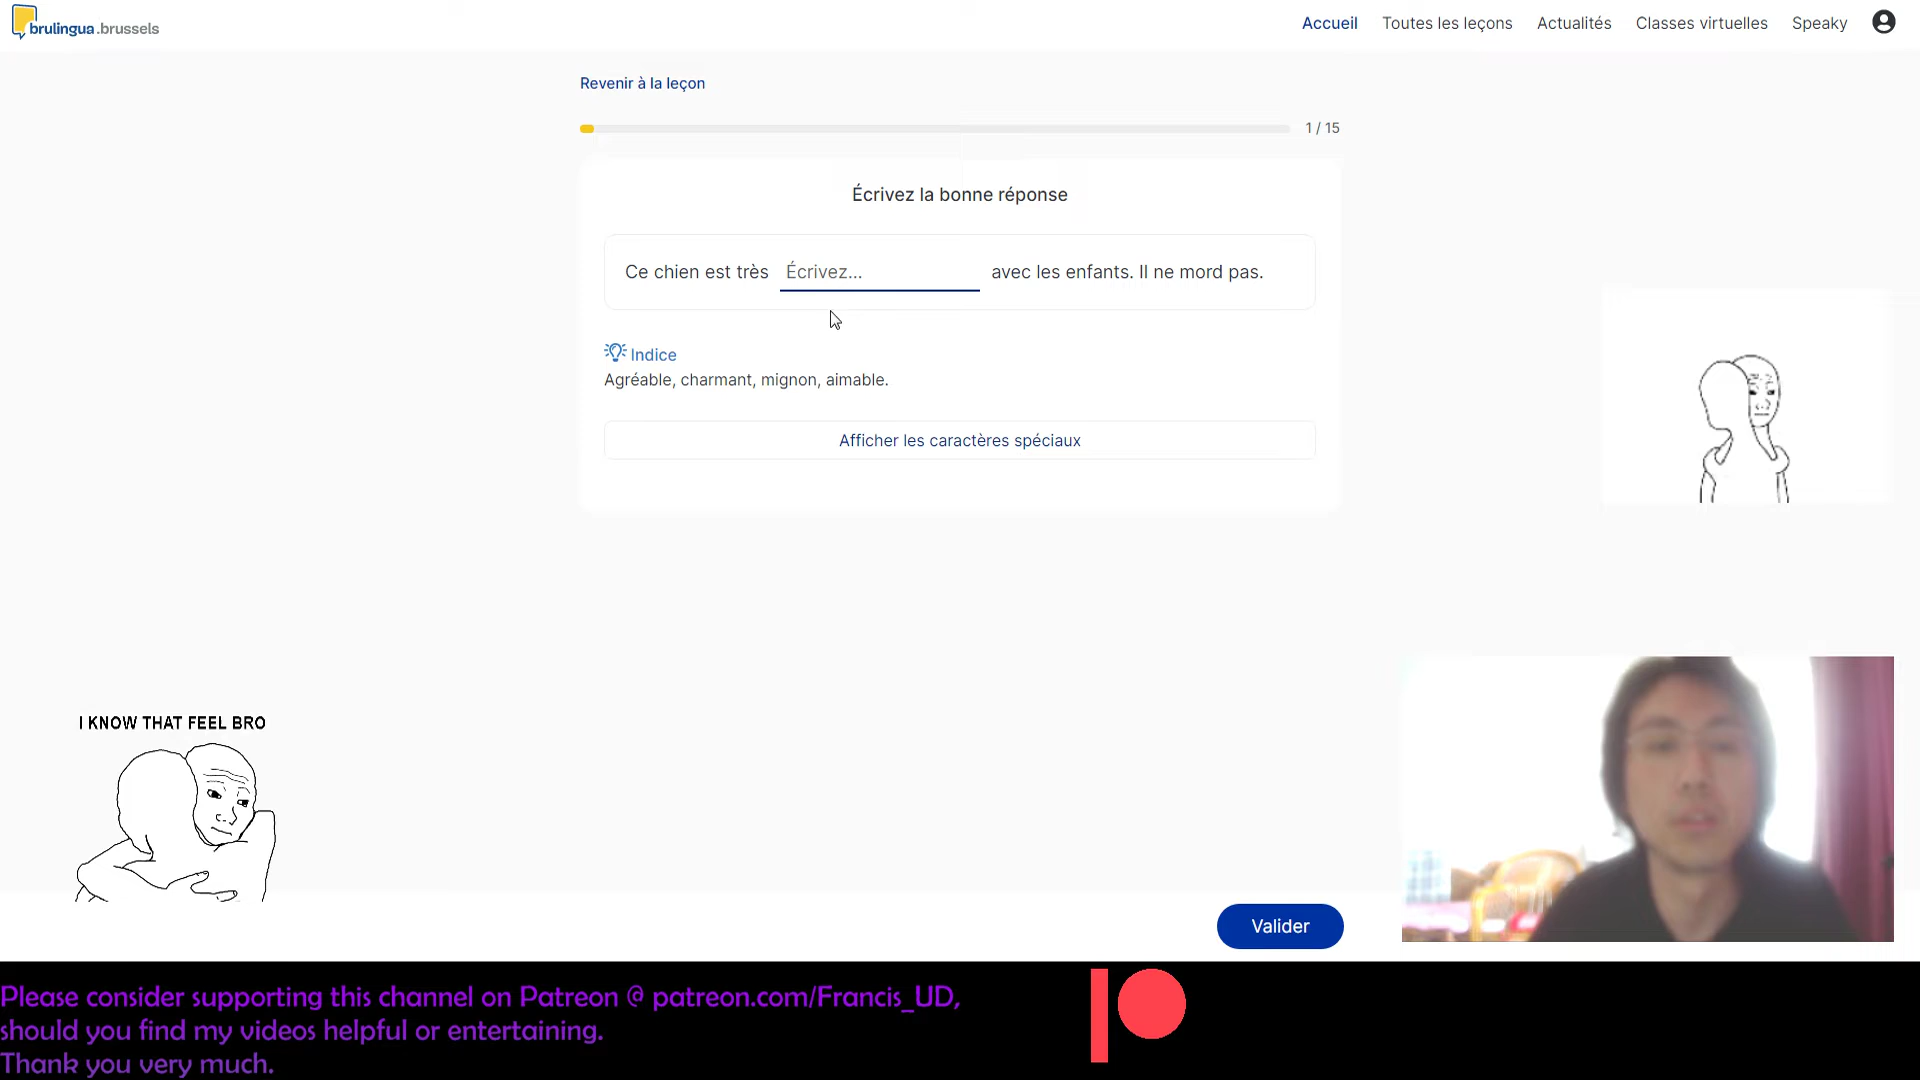 brulingua.brussels
Accueil
Toutes les leçons
Actualités
Classes virtuelles
Speaky
Revenir à la leçon
1 / 15
Écrivez la bonne réponse
Ce chien est très Écrivez... avec les enfants. Il ne mord pas.
Indice
Agréable, charmant, mignon, aimable.
Afficher les caractères spéciaux
I KNOW THAT FEEL BRO
Valider
Please consider supporting this channel on Patreon @ patreon.com/Francis_UD,
should you find my videos helpful or entertaining.
Thank you very much.